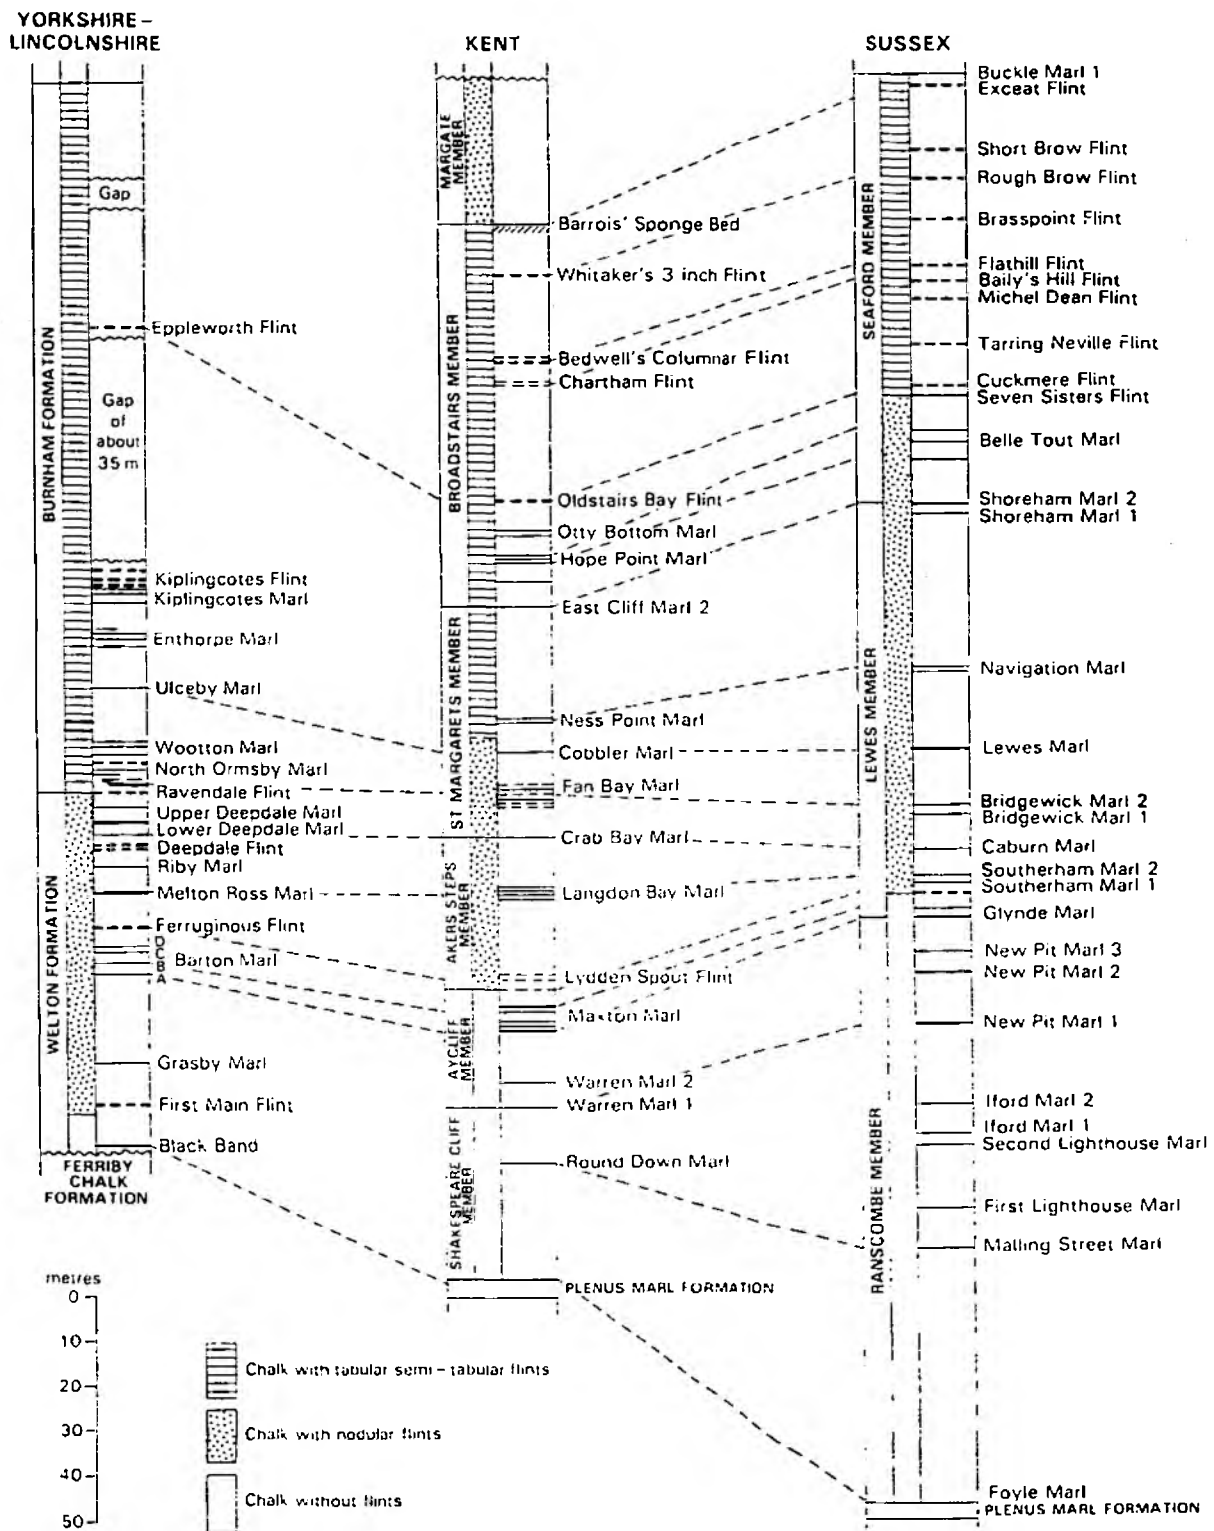 YORKSHIRE –
LINCOLNSHIRE
BURNHAM FORMATION
WELTON FORMATION
Gap
Eppleworth Flint
Gap
of
about
35 m
Kiplingcotes Flint
Kiplingcotes Marl
Enthorpe Marl
Ulceby Marl
Wootton Marl
North Ormsby Marl
Ravendale Flint
Upper Deepdale Marl
Lower Deepdale Marl
Deepdale Flint
Riby Marl
Melton Ross Marl
Ferruginous Flint
D
C
B
A
Barton Marl
Grasby Marl
First Main Flint
Black Band
FERRIBY
CHALK
FORMATION
KENT
MARGATE
MEMBER
BROADSTAIRS MEMBER
ST MARGARETS MEMBER
AKERS STEPS
MEMBER
AYCLIFF
MEMBER
SHAKESPEARE CLIFF
MEMBER
Barrois' Sponge Bed
Whitaker's 3 inch Flint
Bedwell's Columnar Flint
Chartham Flint
Oldstairs Bay Flint
Otty Bottom Marl
Hope Point Marl
East Cliff Marl 2
Ness Point Marl
Cobbler Marl
Fan Bay Marl
Crab Bay Marl
Langdon Bay Marl
Lydden Spout Flint
Maxton Marl
Warren Marl 2
Warren Marl 1
Round Down Marl
PLENUS MARL FORMATION
SUSSEX
SEAFORD MEMBER
LEWES MEMBER
RANSCOMBE MEMBER
Buckle Marl 1
Exceat Flint
Short Brow Flint
Rough Brow Flint
Brasspoint Flint
Flathill Flint
Baily's Hill Flint
Michel Dean Flint
Tarring Neville Flint
Cuckmere Flint
Seven Sisters Flint
Belle Tout Marl
Shoreham Marl 2
Shoreham Marl 1
Navigation Marl
Lewes Marl
Bridgewick Marl 2
Bridgewick Marl 1
Caburn Marl
Southerham Marl 2
Southerham Marl 1
Glynde Marl
New Pit Marl 3
New Pit Marl 2
New Pit Marl 1
Iford Marl 2
Iford Marl 1
Second Lighthouse Marl
First Lighthouse Marl
Malling Street Marl
Foyle Marl
PLENUS MARL FORMATION
metres
0
10
20
30
40
50
Chalk with tabular semi – tabular flints
Chalk with nodular flints
Chalk without flints